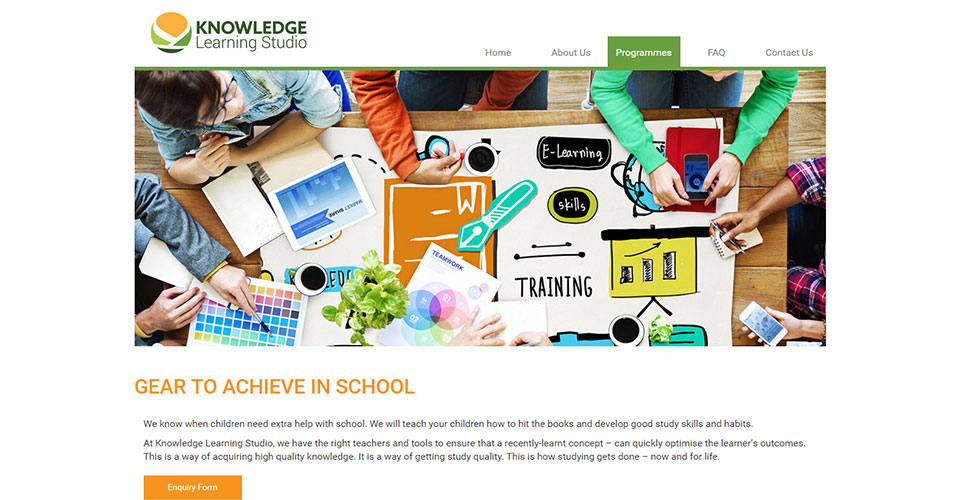 KNOWLEDGE
Learning Studio
Home About Us Programmes FAQ Contact Us
E-Learning
Skills
MARKET SHARE
W
TEAMWORK
TRAINING
01
02
03
GEAR TO ACHIEVE IN SCHOOL
We know when children need extra help with school. We will teach your children how to hit the books and develop good study skills and habits.
At Knowledge Learning Studio, we have the right teachers and tools to ensure that a recently-learnt concept – can quickly optimise the learner's outcomes.
This is a way of acquiring high quality knowledge. It is a way of getting study quality. This is how studying gets done – now and for life.
Enquiry Form